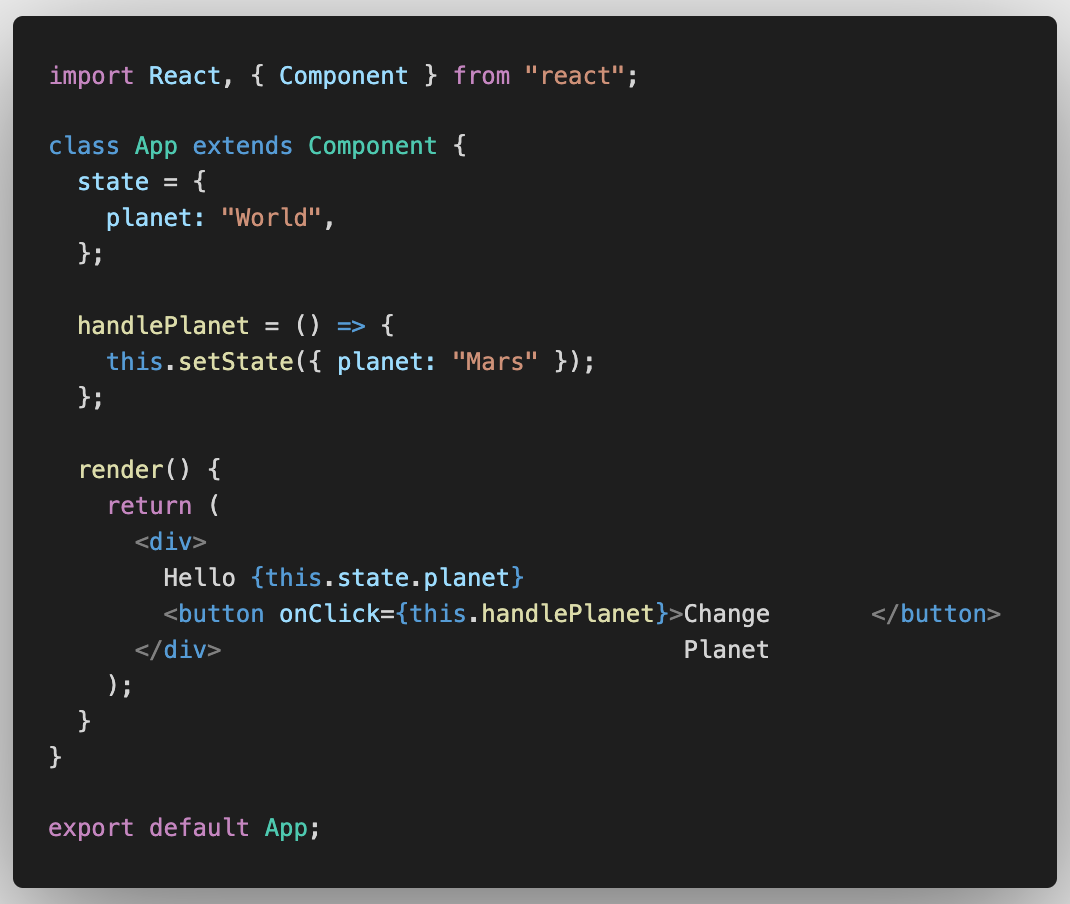 import React, { Component } from "react";
class App extends Component {
  state = {
    planet: "World",
  };
  handlePlanet = () => {
    this.setState({ planet: "Mars" });
  };
  render() {
    return (
      <div>
        Hello {this.state.planet}
        <button onClick={this.handlePlanet}>Change       </button>
      </div>                                Planet
    );
  }
}
export default App;